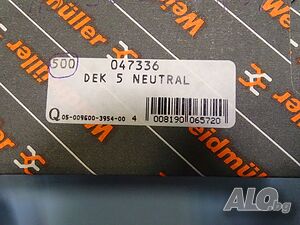 Weidmüller
500
047336
DEK 5 NEUTRAL
Q 05-009600-3954-00 4
008190 065720
Weidmüller
ALO.bg